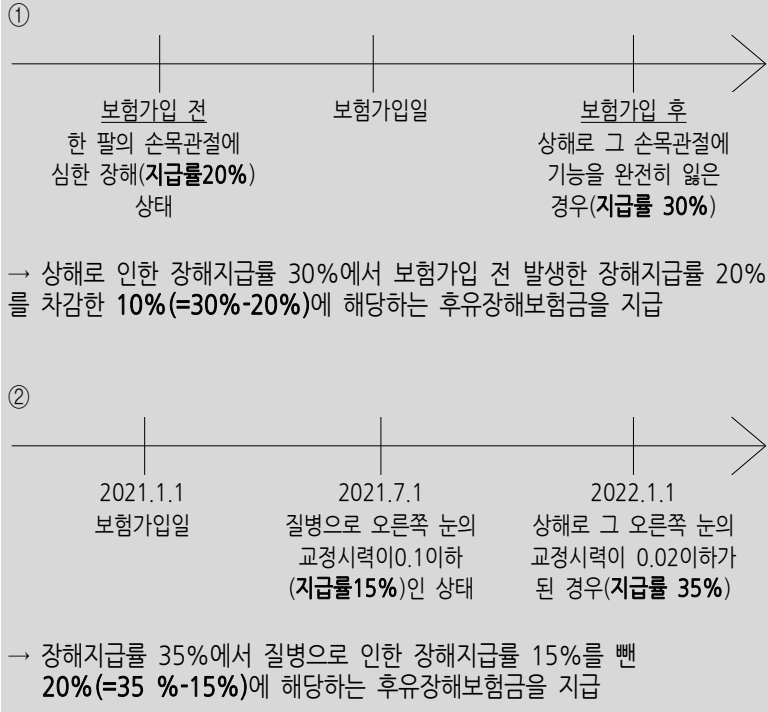 ①
보험가입 전
한 팔의 손목관절에
심한 장해(지급률20%)
상태
보험가입일
보험가입 후
상해로 그 손목관절에
기능을 완전히 잃은
경우(지급률 30%)
→ 상해로 인한 장해지급률 30%에서 보험가입 전 발생한 장해지급률 20%
를 차감한 10%(=30%-20%)에 해당하는 후유장해보험금을 지급
②
2021.1.1
보험가입일
2021.7.1
질병으로 오른쪽 눈의
교정시력이0.1이하
(지급률15%)인 상태
2022.1.1
상해로 그 오른쪽 눈의
교정시력이 0.02이하가
된 경우(지급률 35%)
→ 장해지급률 35%에서 질병으로 인한 장해지급률 15%를 뺀
20%(=35 %-15%)에 해당하는 후유장해보험금을 지급